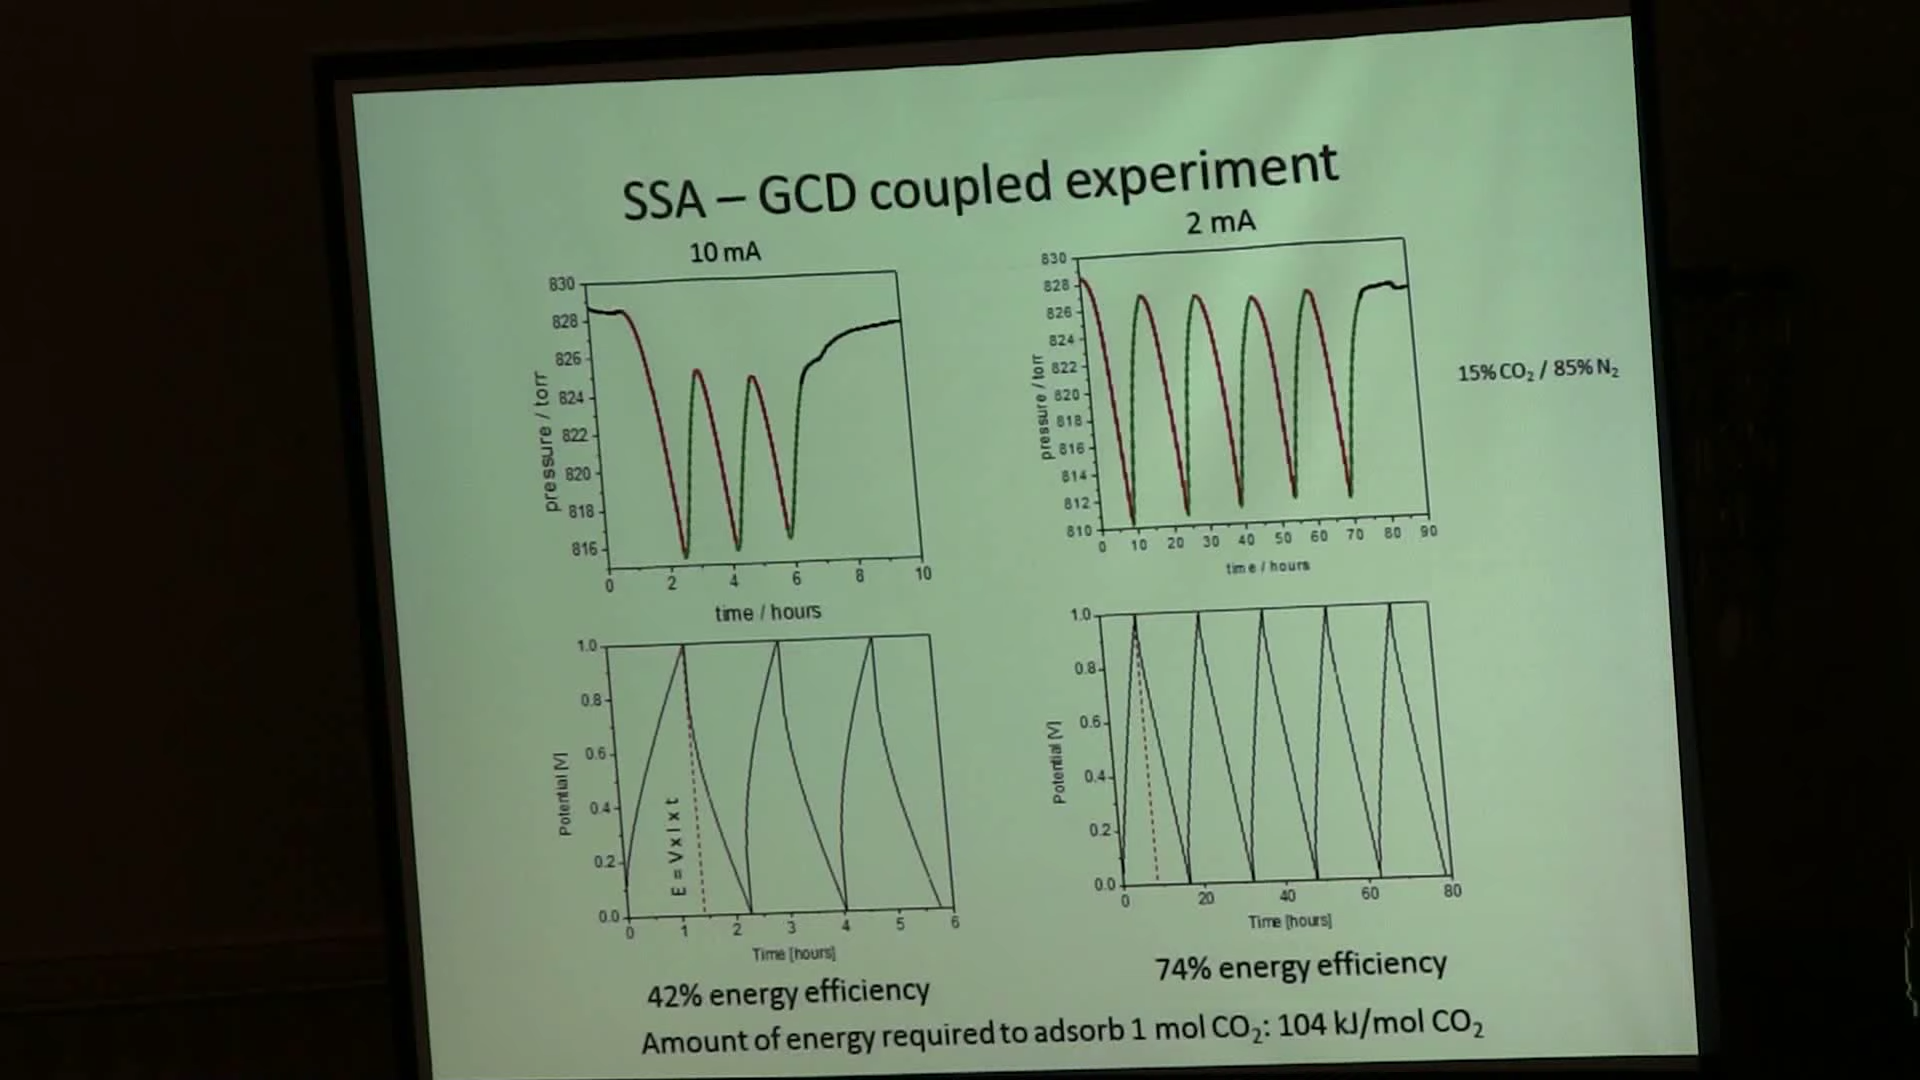 SSA – GCD coupled experiment
10 mA
2 mA
830
828
826
824
822
820
818
816
pressure / torr
0 2 4 6 8 10
time / hours
830
828
826
824
822
820
818
816
814
812
810
pressure / torr
0 10 20 30 40 50 60 70 80 90
time / hours
15% CO₂ / 85% N₂
1.0
0.8
0.6
0.4
0.2
0.0
Potential [V]
E = V x I x t
0 1 2 3 4 5 6
Time [hours]
1.0
0.8
0.6
0.4
0.2
0.0
Potential [V]
0 20 40 60 80
Time [hours]
42% energy efficiency
74% energy efficiency
Amount of energy required to adsorb 1 mol CO₂: 104 kJ/mol CO₂